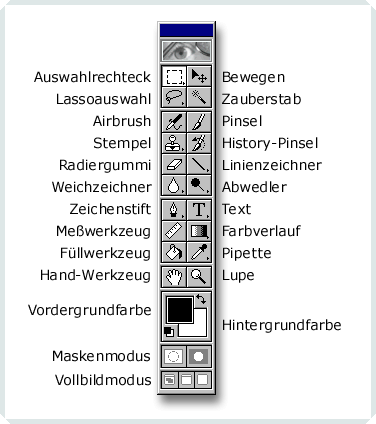 Auswahlrechteck Bewegen
Lassoauswahl Zauberstab
Airbrush Pinsel
Stempel History-Pinsel
Radiergummi Linienzeichner
Weichzeichner Abwedler
Zeichenstift T Text
Meßwerkzeug Farbverlauf
Füllwerkzeug Pipette
Hand-Werkzeug Lupe
Vordergrundfarbe
Hintergrundfarbe
Maskenmodus
Vollbildmodus